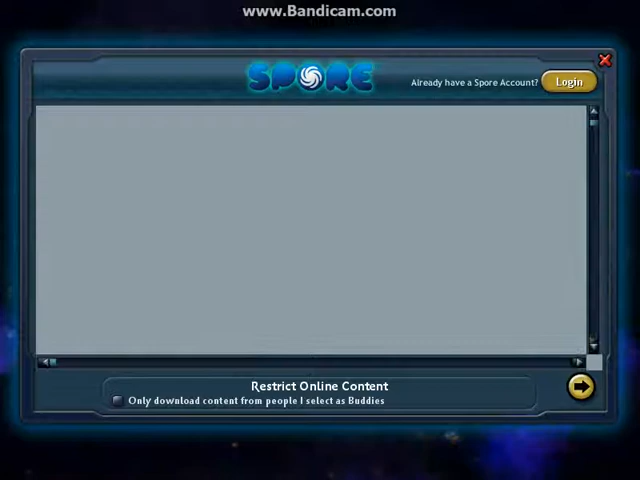 www.Bandicam.com
SPORE
Already have a Spore Account? Login
Restrict Online Content
Only download content from people I select as Buddies